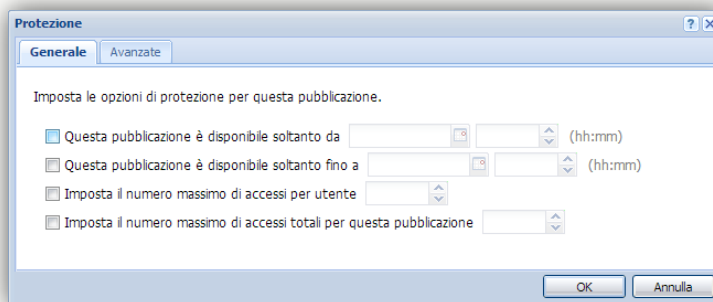 Protezione
Generale Avanzate
Imposta le opzioni di protezione per questa pubblicazione.
Questa pubblicazione è disponibile soltanto da (hh:mm)
Questa pubblicazione è disponibile soltanto fino a (hh:mm)
Imposta il numero massimo di accessi per utente
Imposta il numero massimo di accessi totali per questa pubblicazione
OK Annulla